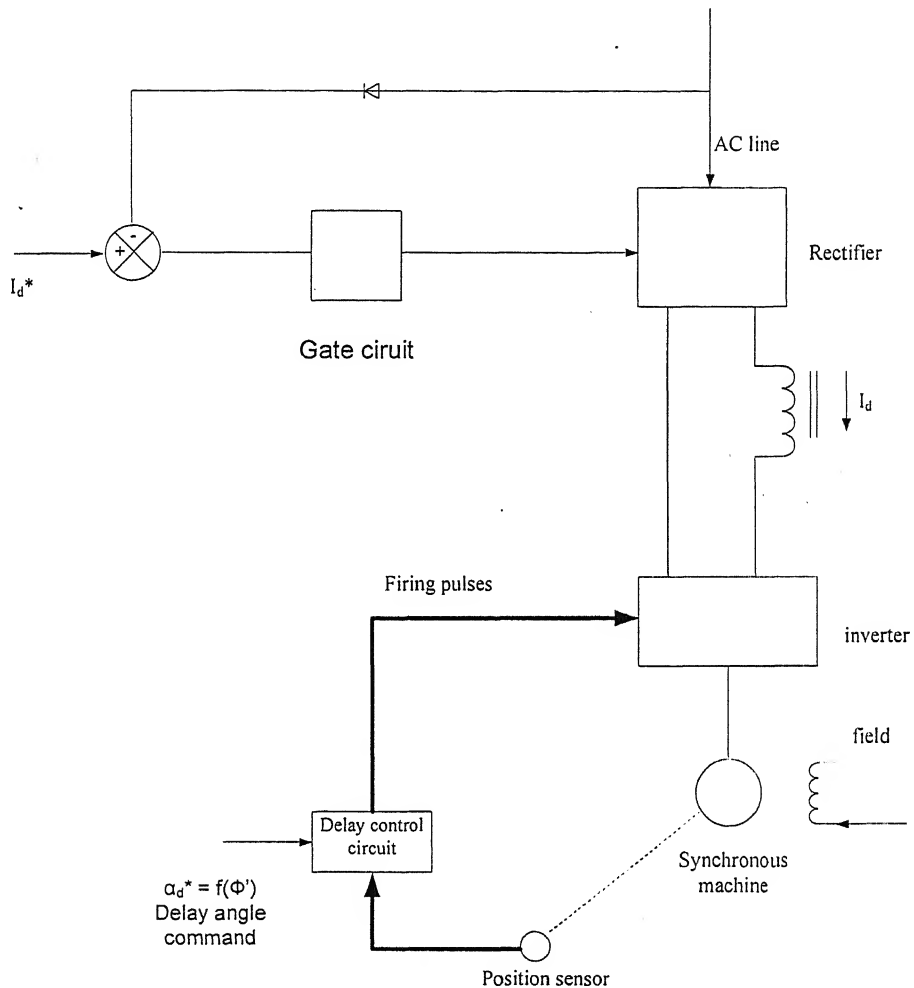 AC line
-
+
Rectifier
I_d*
Gate ciruit
I_d
Firing pulses
inverter
field
Delay control
circuit
Synchronous
machine
α_d* = f(Φ')
Delay angle
command
Position sensor